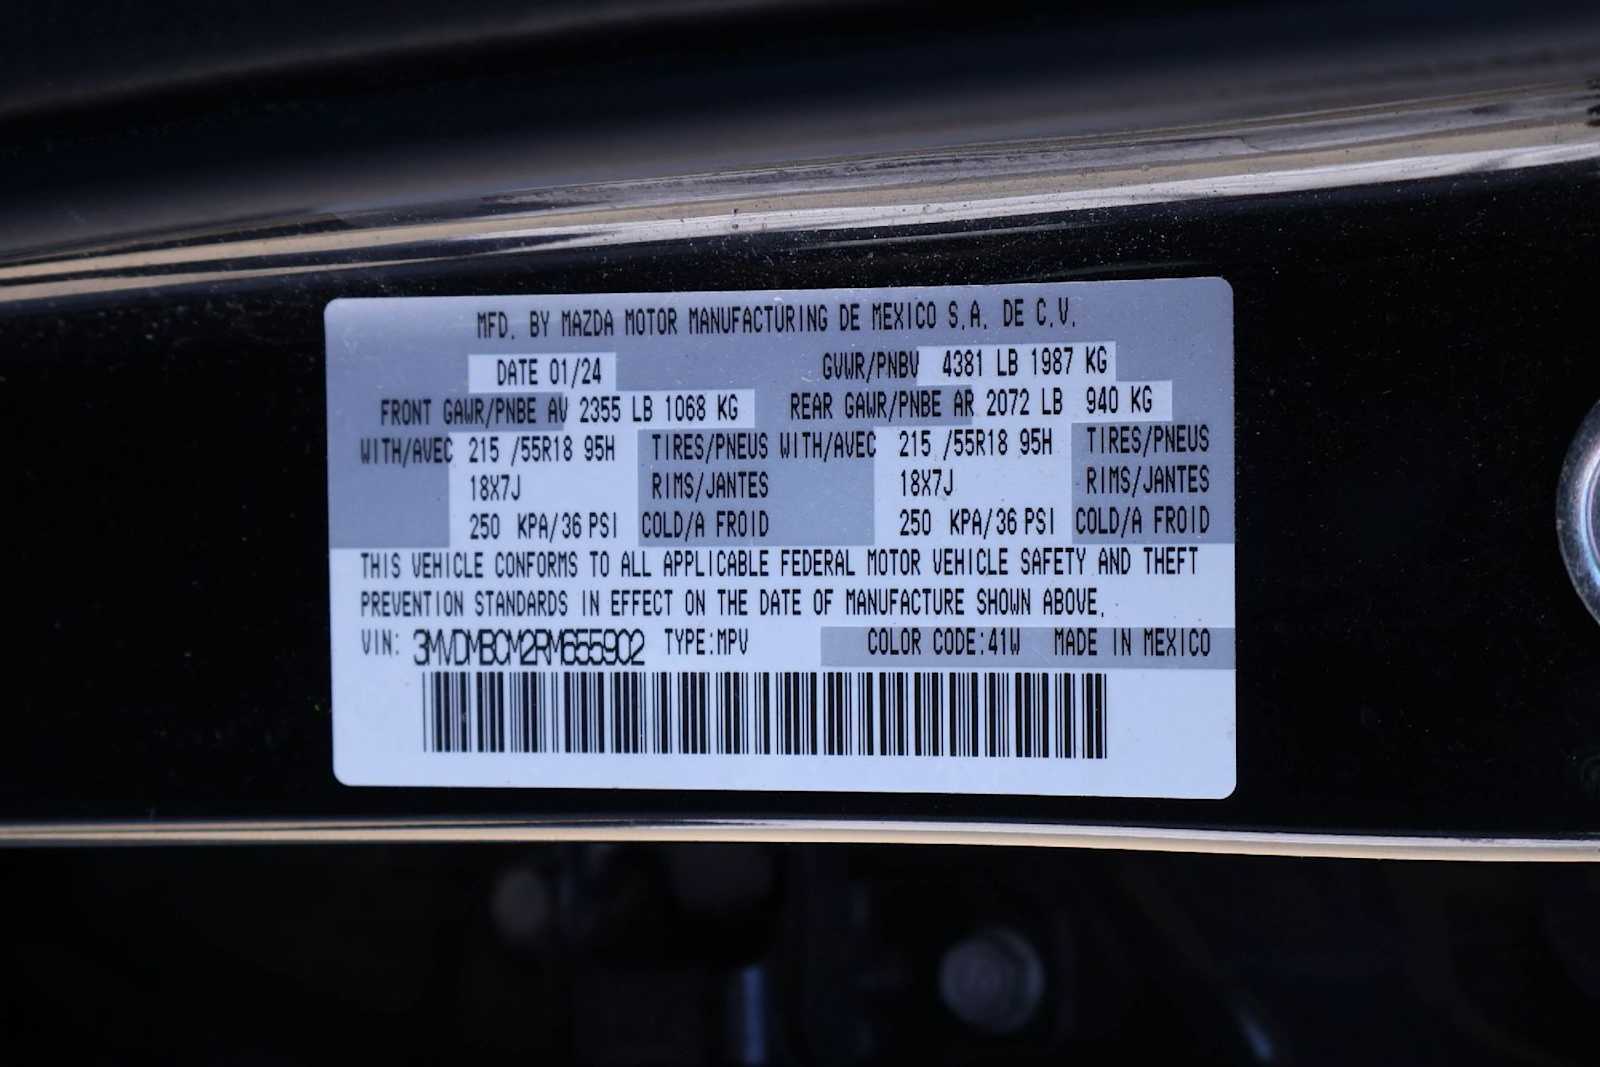 MFD. BY MAZDA MOTOR MANUFACTURING DE MEXICO S.A. DE C.V.
DATE 01/24 GVWR/PNBV 4381 LB 1987 KG
FRONT GAWR/PNBE AV 2355 LB 1068 KG REAR GAWR/PNBE AR 2072 LB 940 KG
WITH/AVEC 215 /55R18 95H TIRES/PNEUS WITH/AVEC 215 /55R18 95H TIRES/PNEUS
18X7J RIMS/JANTES 18X7J RIMS/JANTES
250 KPA/36 PSI COLD/A FROID 250 KPA/36 PSI COLD/A FROID
THIS VEHICLE CONFORMS TO ALL APPLICABLE FEDERAL MOTOR VEHICLE SAFETY AND THEFT
PREVENTION STANDARDS IN EFFECT ON THE DATE OF MANUFACTURE SHOWN ABOVE.
VIN: 3MVDMBCM2RM655902 TYPE:MPV COLOR CODE:41W MADE IN MEXICO